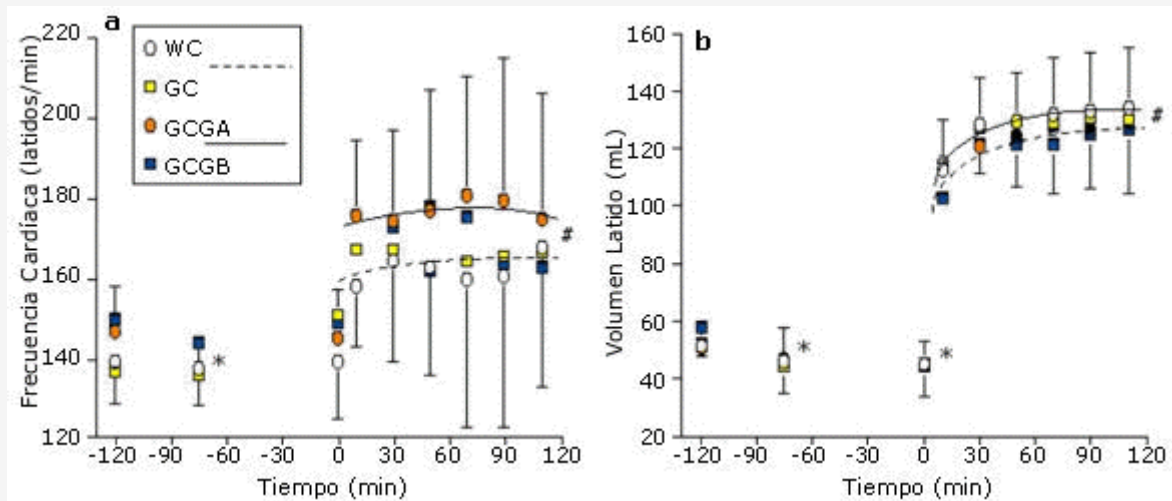 a
Frecuencia Cardíaca (latidos/min)
220
200
180
160
140
120
WC
GC
GCGA
GCGB
*
#
-120 -90 -60 -30 0 30 60 90 120
Tiempo (min)
b
Volumen Latido (mL)
160
140
120
100
80
60
40
20
*
*
#
-120 -90 -60 -30 0 30 60 90 120
Tiempo (min)